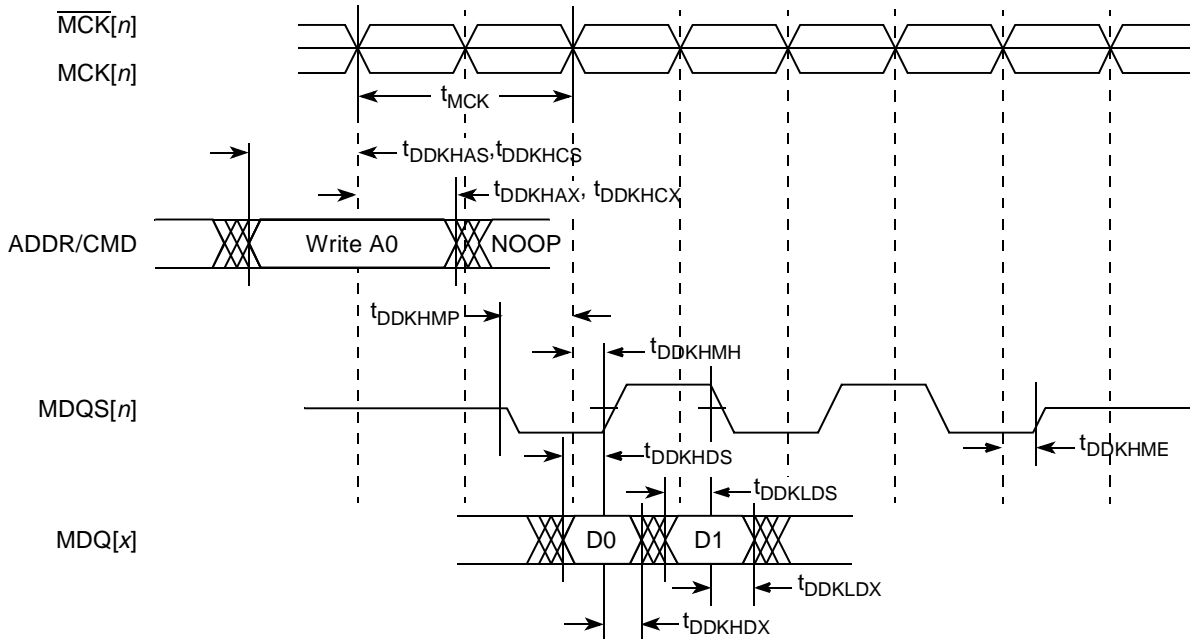 MCK[n]
MCK[n]
tMCK
tDDKHAS,tDDKHCS
tDDKHAX, tDDKHCX
ADDR/CMD
Write A0
NOOP
tDDKHMP
tDDKHMH
MDQS[n]
tDDKHME
tDDKHDS
tDDKLDS
MDQ[x]
D0
D1
tDDKLDX
tDDKHDX